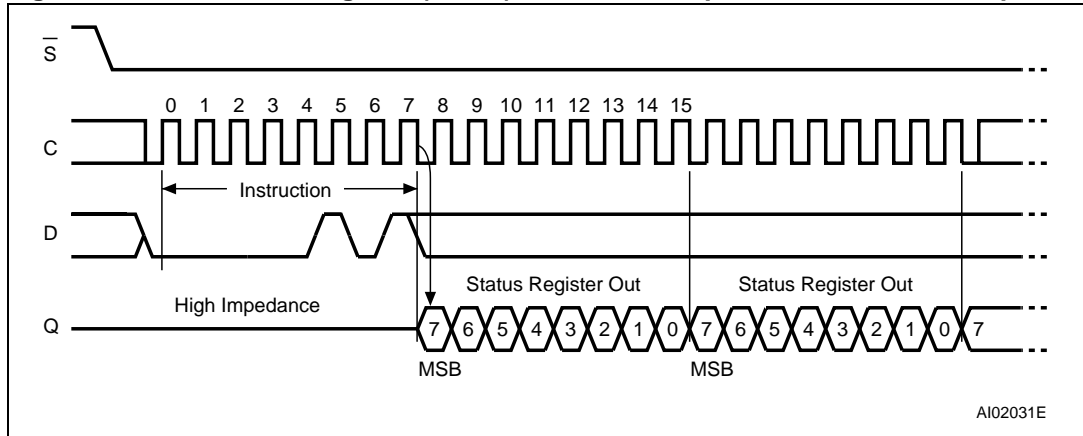 S
0 1 2 3 4 5 6 7 8 9 10 11 12 13 14 15
C
Instruction
D
Status Register Out Status Register Out
High Impedance
Q 7 6 5 4 3 2 1 0 7 6 5 4 3 2 1 0 7
MSB MSB
AI02031E